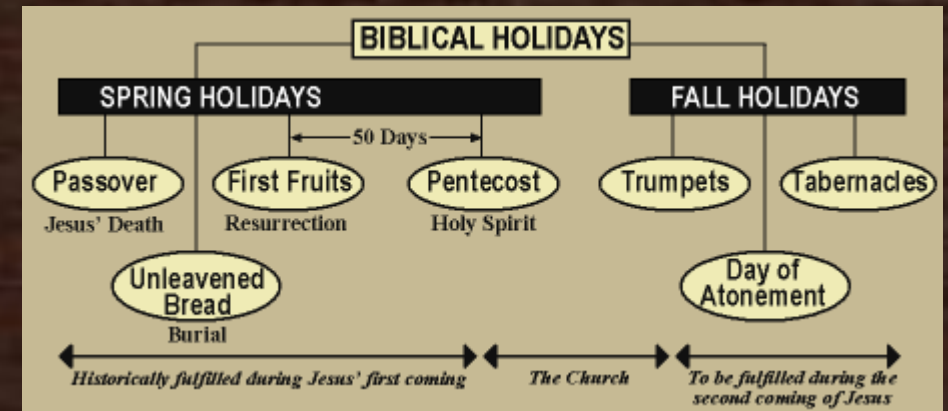 BIBLICAL HOLIDAYS
SPRING HOLIDAYS
FALL HOLIDAYS
50 Days
Passover
First Fruits
Pentecost
Trumpets
Tabernacles
Jesus’ Death
Resurrection
Holy Spirit
Unleavened
Bread
Day of
Atonement
Burial
Historically fulfilled during Jesus’ first coming
The Church
To be fulfilled during the
second coming of Jesus